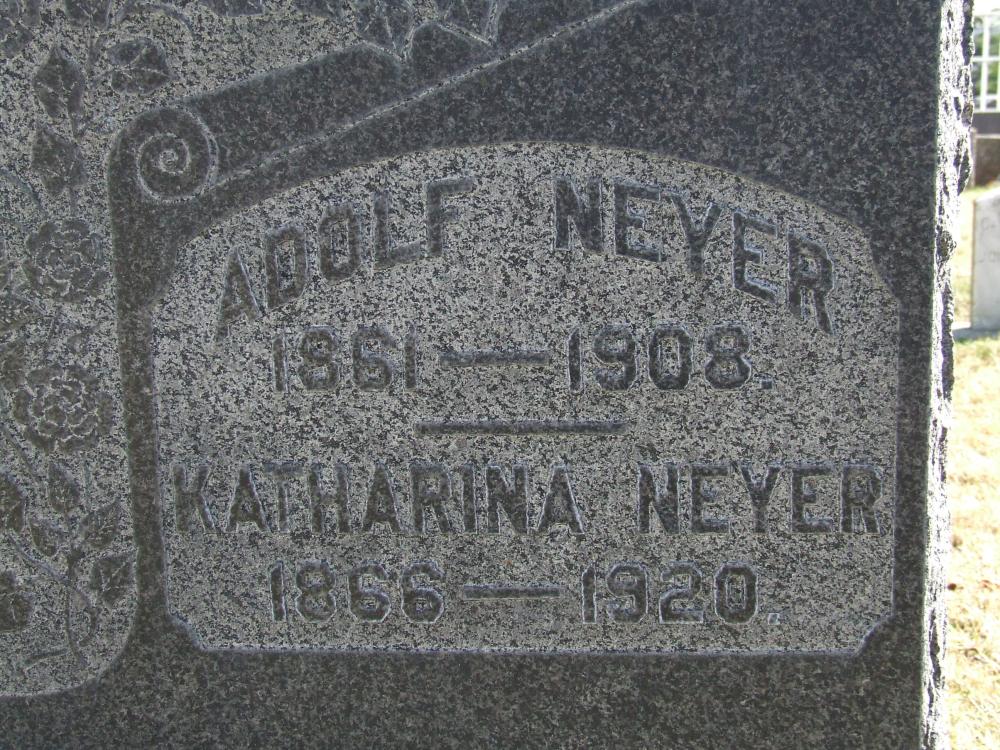 ADOLF NEYER
1861 — 1908.
KATHARINA NEYER
1866 — 1920.